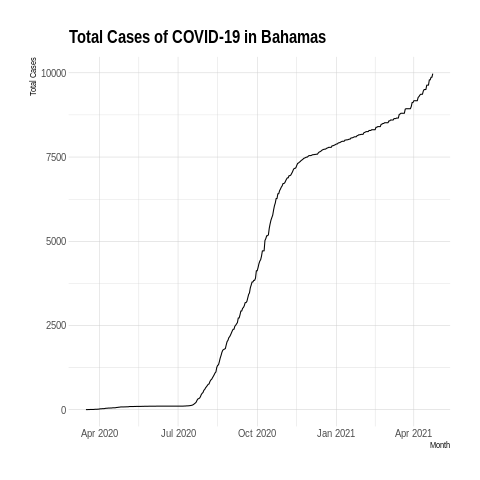 Total Cases of COVID-19 in Bahamas
Total Cases
10000
7500
5000
2500
0
Apr 2020 Jul 2020 Oct 2020 Jan 2021 Apr 2021
Month